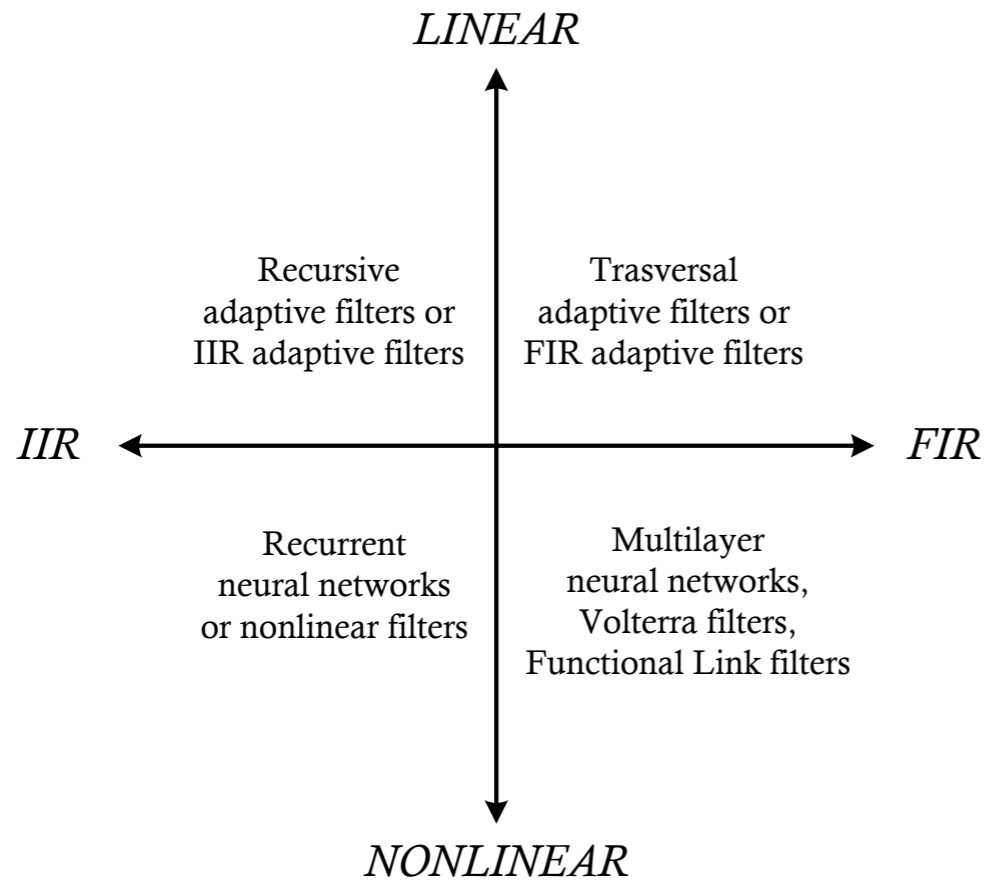 LINEAR
Recursive
adaptive filters or
IIR adaptive filters
Trasversal
adaptive filters or
FIR adaptive filters
IIR
FIR
Recurrent
neural networks
or nonlinear filters
Multilayer
neural networks,
Volterra filters,
Functional Link filters
NONLINEAR